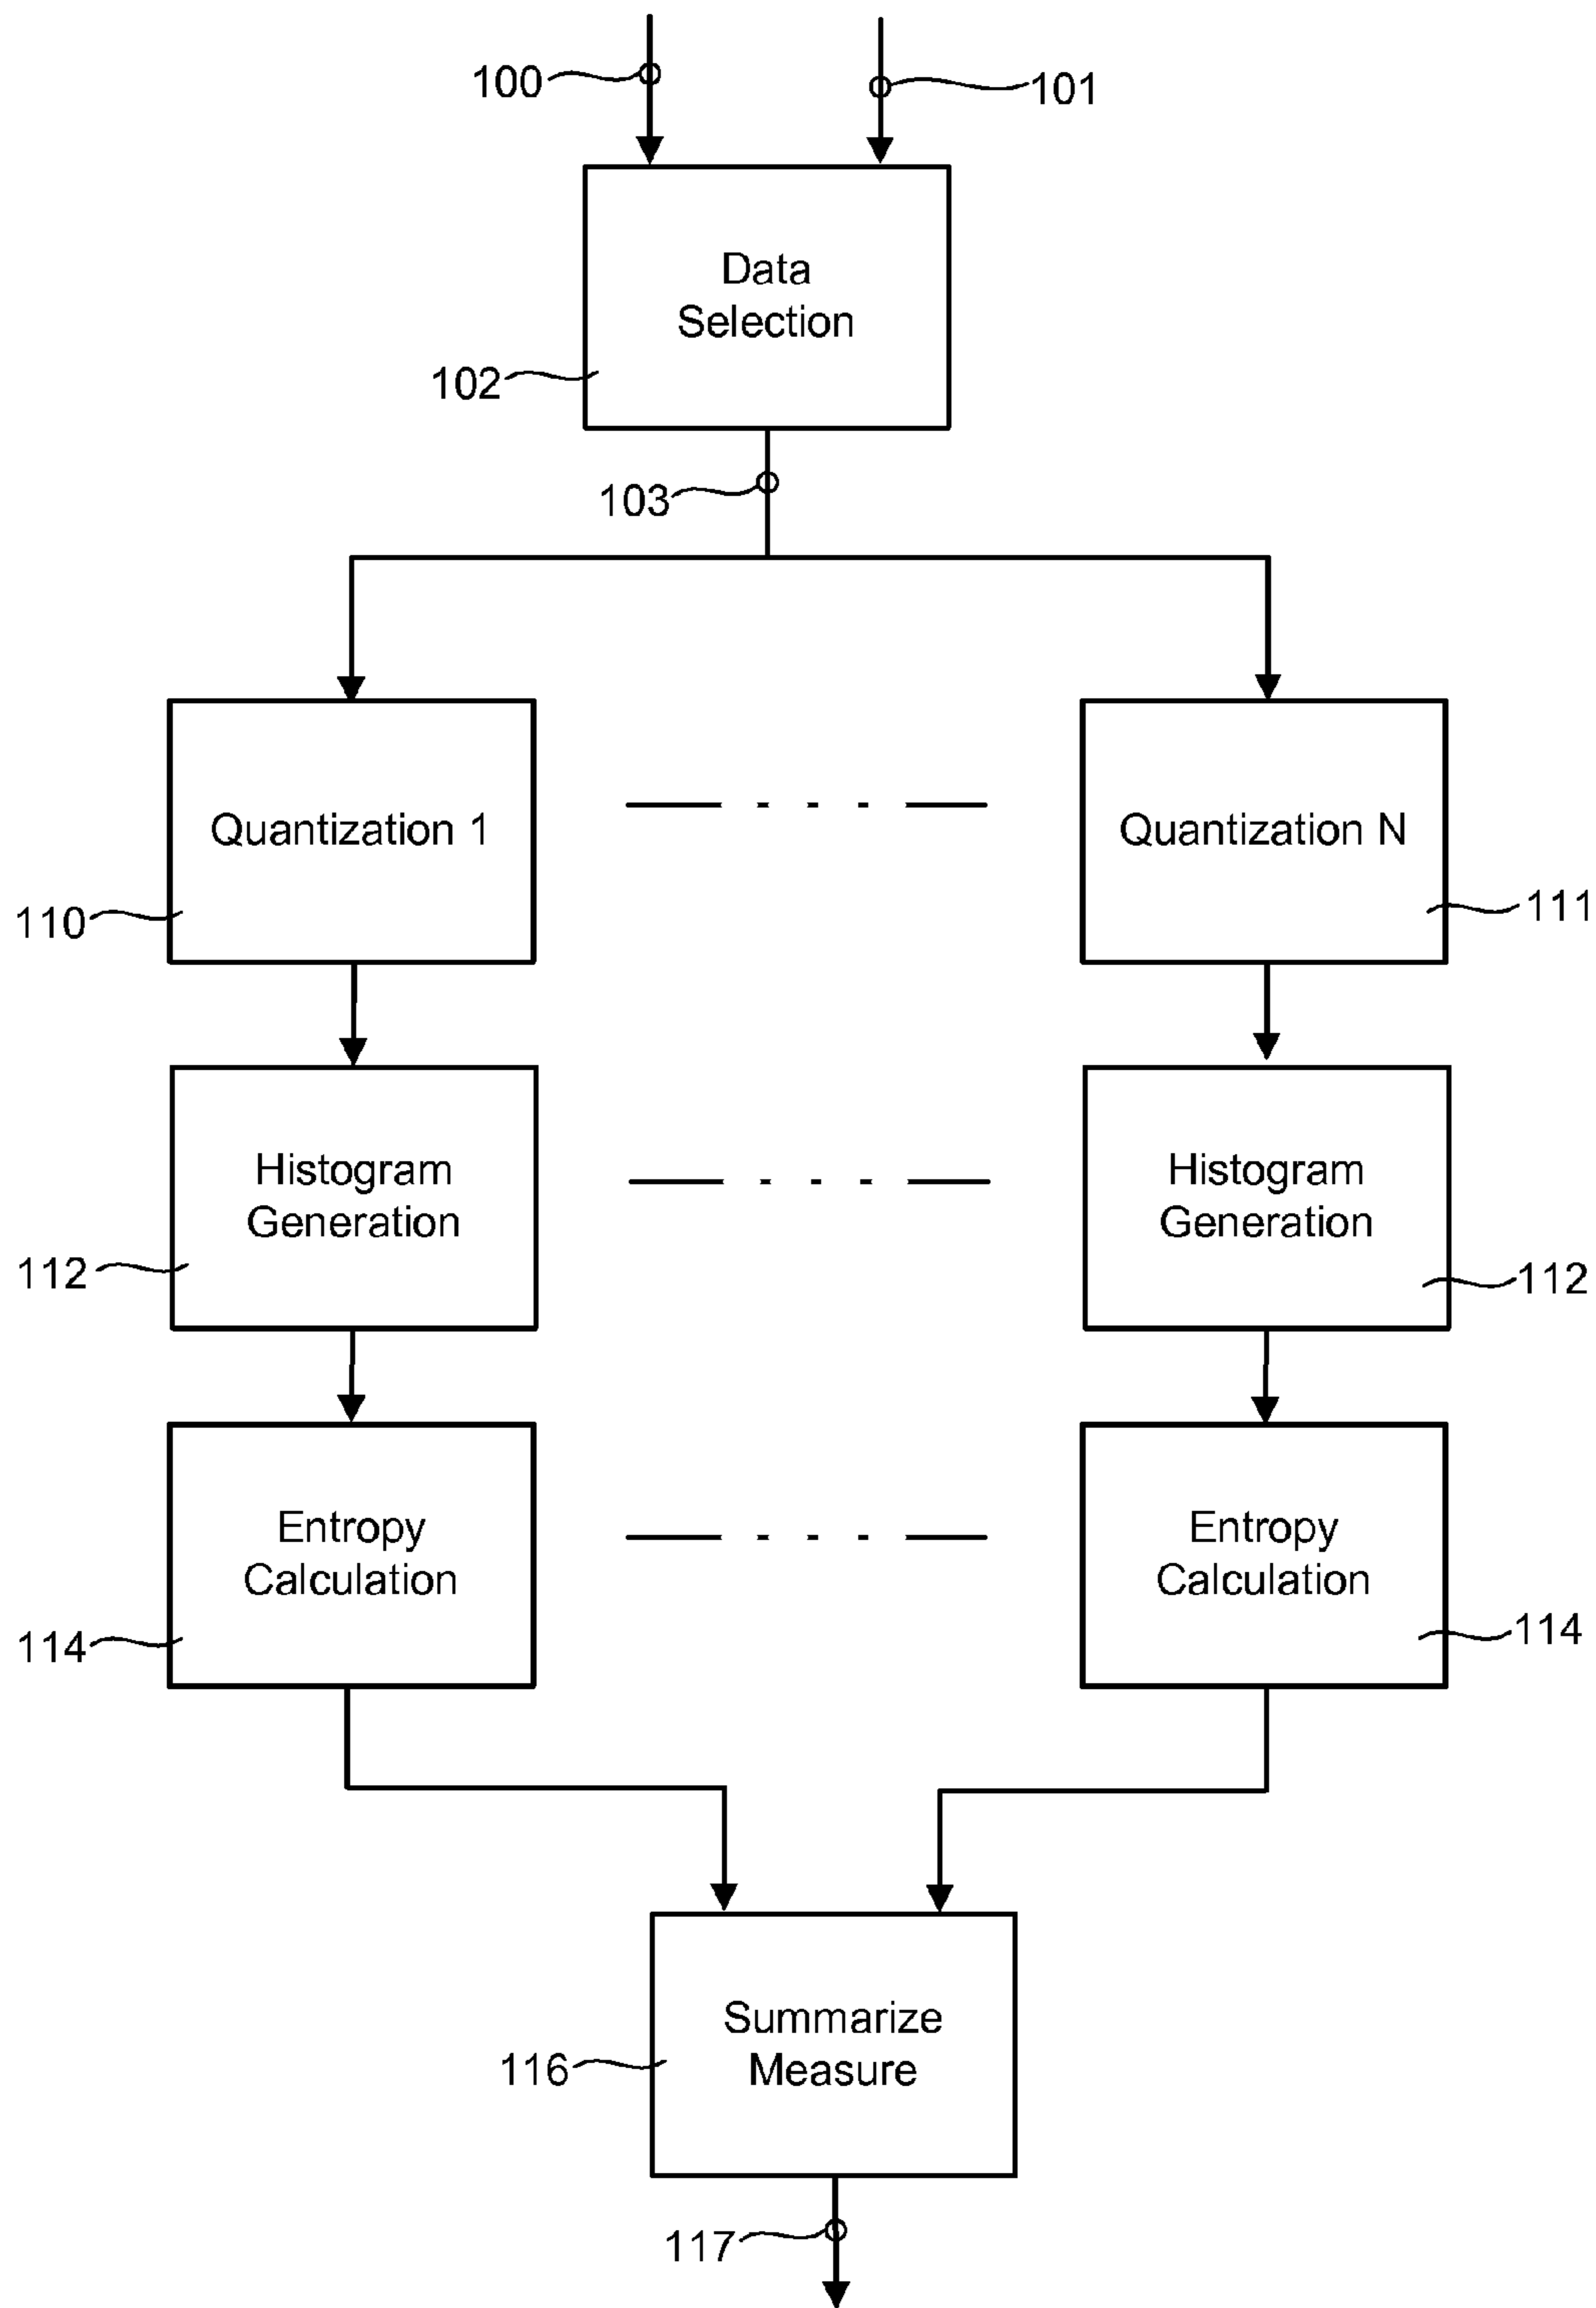 100
101
Data
Selection
102
103
Quantization 1
Quantization N
110
111
Histogram
Generation
Histogram
Generation
112
112
Entropy
Calculation
Entropy
Calculation
114
114
Summarize
Measure
116
117